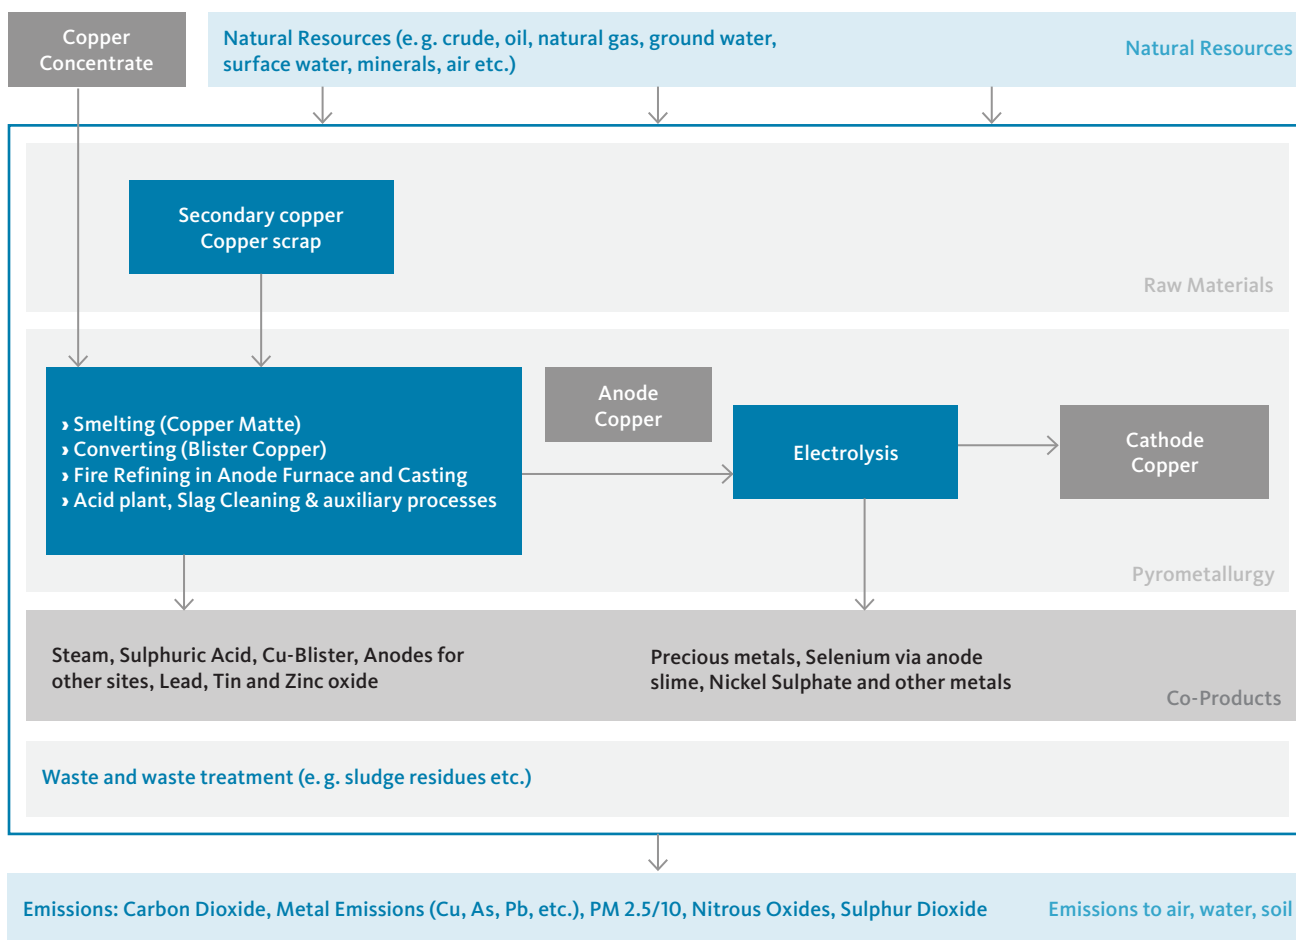 Copper
Concentrate
Natural Resources (e. g. crude, oil, natural gas, ground water,
surface water, minerals, air etc.)
Natural Resources
Secondary copper
Copper scrap
Raw Materials
› Smelting (Copper Matte)
› Converting (Blister Copper)
› Fire Refining in Anode Furnace and Casting
› Acid plant, Slag Cleaning & auxiliary processes
Anode
Copper
Electrolysis
Cathode
Copper
Pyrometallurgy
Steam, Sulphuric Acid, Cu-Blister, Anodes for
other sites, Lead, Tin and Zinc oxide
Precious metals, Selenium via anode
slime, Nickel Sulphate and other metals
Co-Products
Waste and waste treatment (e. g. sludge residues etc.)
Emissions: Carbon Dioxide, Metal Emissions (Cu, As, Pb, etc.), PM 2.5/10, Nitrous Oxides, Sulphur Dioxide
Emissions to air, water, soil